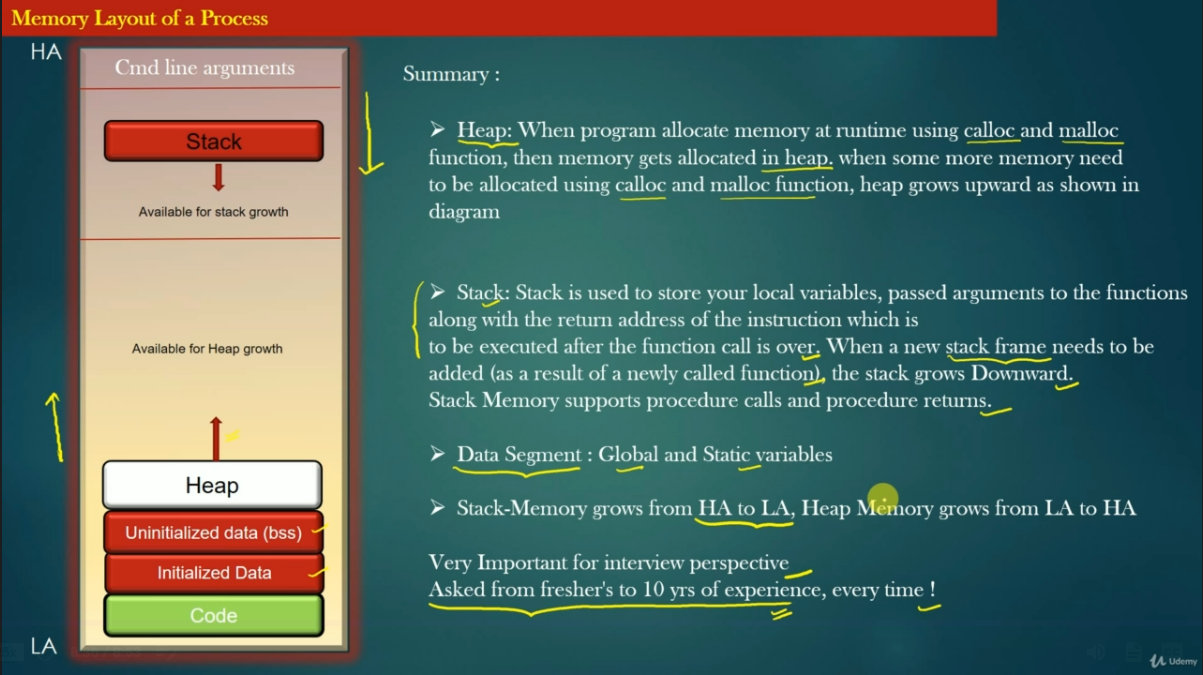 Memory Layout of a Process
HA
Cmd line arguments
Stack
Available for stack growth
Available for Heap growth
Heap
Uninitialized data (bss)
Initialized Data
Code
LA
Summary :
➢ Heap: When program allocate memory at runtime using calloc and malloc
function, then memory gets allocated in heap. when some more memory need
to be allocated using calloc and malloc function, heap grows upward as shown in
diagram
➢ Stack: Stack is used to store your local variables, passed arguments to the functions
along with the return address of the instruction which is
to be executed after the function call is over. When a new stack frame needs to be
added (as a result of a newly called function), the stack grows Downward.
Stack Memory supports procedure calls and procedure returns.
➢ Data Segment : Global and Static variables
➢ Stack-Memory grows from HA to LA, Heap Memory grows from LA to HA
Very Important for interview perspective
Asked from fresher's to 10 yrs of experience, every time !
Udemy